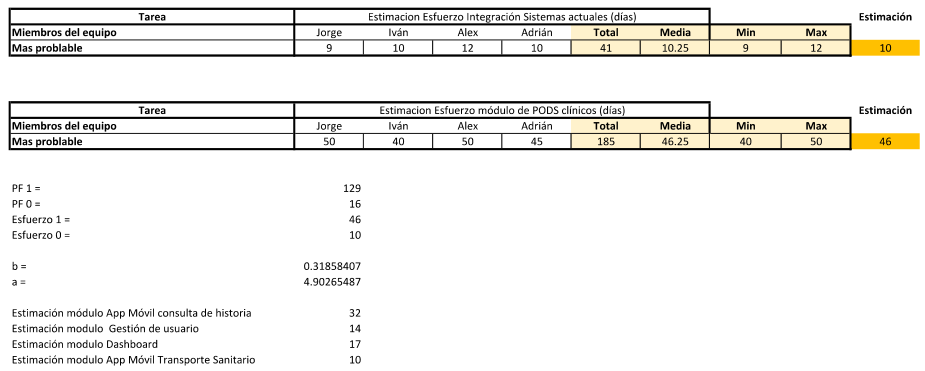 Tarea Estimacion Esfuerzo Integración Sistemas actuales (días) Estimación
Miembros del equipo Jorge Iván Alex Adrián Total Media Min Max
Mas problable 9 10 12 10 41 10.25 9 12 10
Tarea Estimacion Esfuerzo módulo de PODS clínicos (días) Estimación
Miembros del equipo Jorge Iván Alex Adrián Total Media Min Max
Mas problable 50 40 50 45 185 46.25 40 50 46
PF 1 = 129
PF 0 = 16
Esfuerzo 1 = 46
Esfuerzo 0 = 10
b = 0.31858407
a = 4.90265487
Estimación módulo App Móvil consulta de historia 32
Estimación modulo Gestión de usuario 14
Estimación modulo Dashboard 17
Estimación modulo App Móvil Transporte Sanitario 10